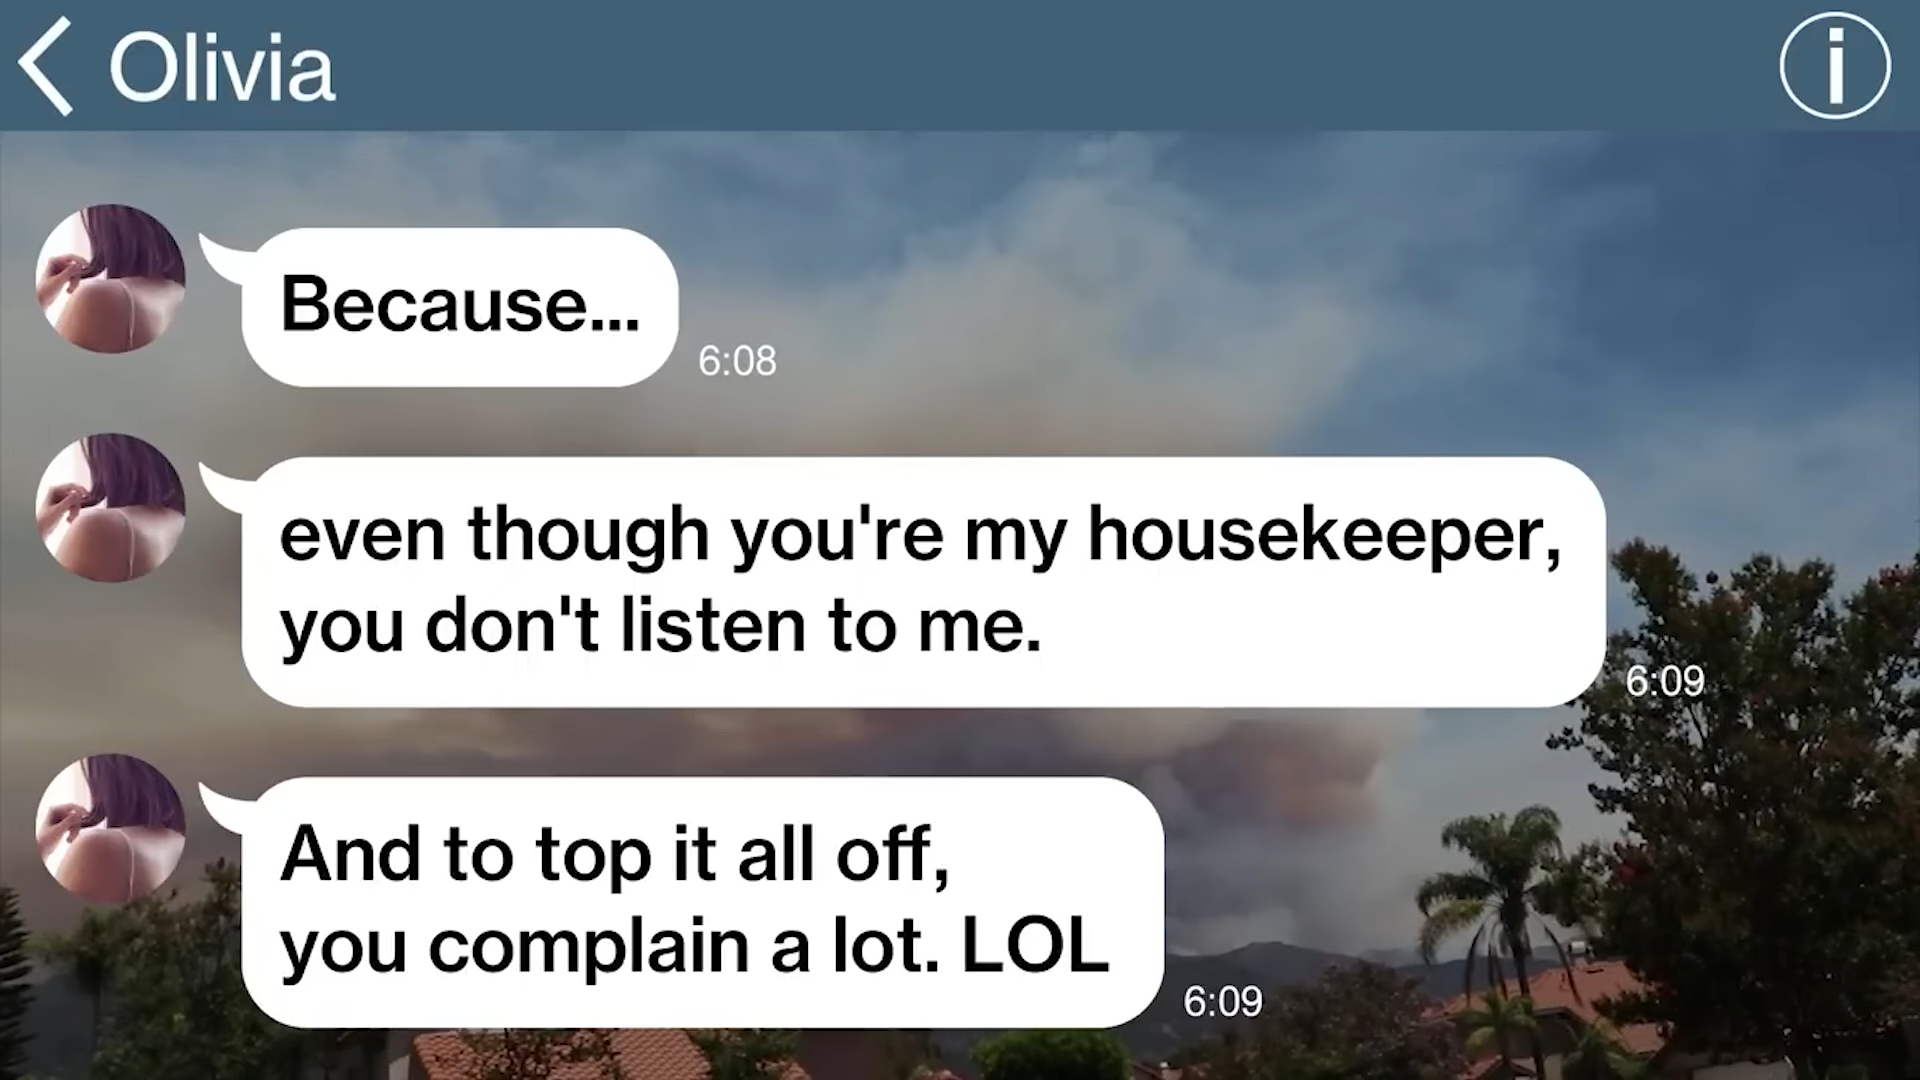 Olivia
i
Because...
6:08
even though you're my housekeeper,
you don't listen to me.
6:09
And to top it all off,
you complain a lot. LOL
6:09